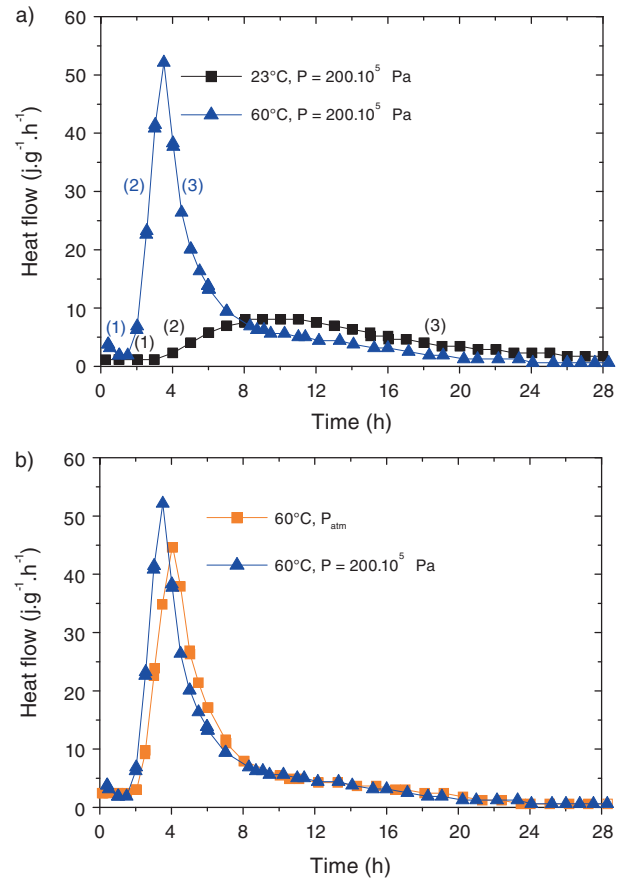 a)
60
50
40
30
20
10
0
Heat flow (j.g⁻¹.h⁻¹)
23°C, P = 200.10⁵ Pa
60°C, P = 200.10⁵ Pa
(2)
(3)
(1)
(1)
(2)
(3)
0 4 8 12 16 20 24 28
Time (h)
b)
60
50
40
30
20
10
0
Heat flow (j.g⁻¹.h⁻¹)
60°C, Pₐₜₘ
60°C, P = 200.10⁵ Pa
0 4 8 12 16 20 24 28
Time (h)